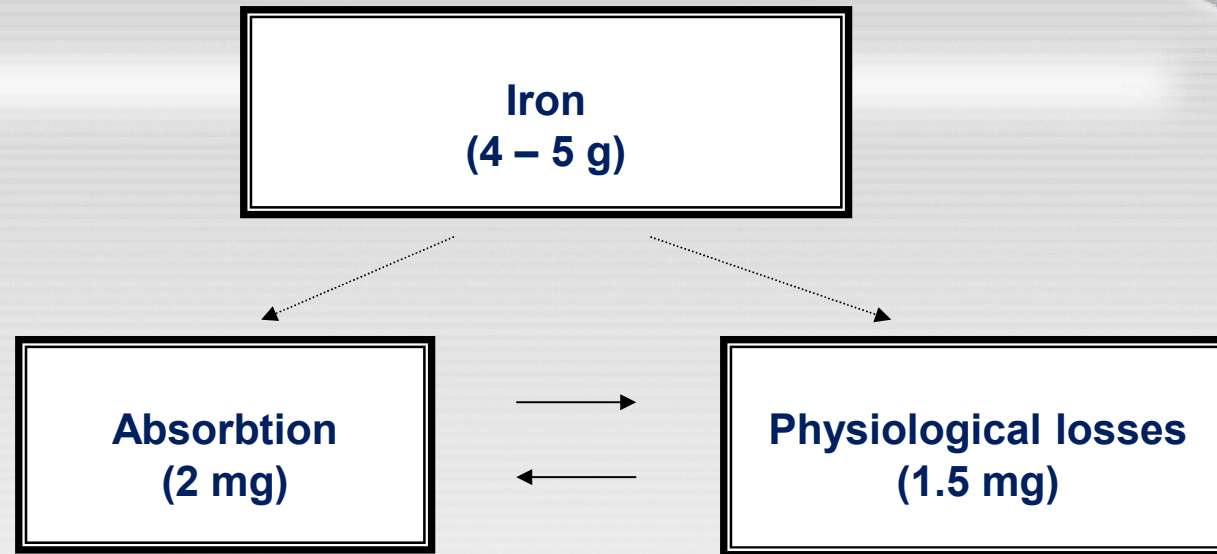 Iron
(4 – 5 g)
Absorbtion
(2 mg)
Physiological losses
(1.5 mg)